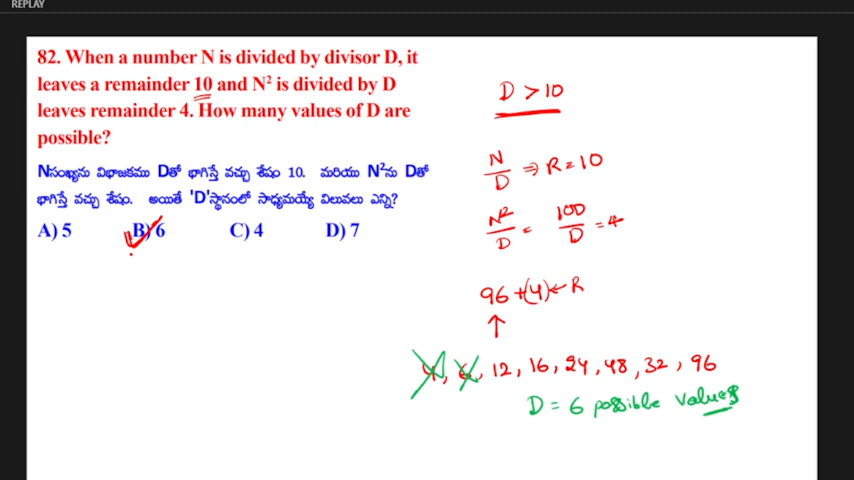 REPLAY
82. When a number N is divided by divisor D, it
leaves a remainder 10 and N² is divided by D
leaves remainder 4. How many values of D are
possible?
Nసంఖ్యను విభాజకము Dతో భాగిస్తే వచ్చు శేషం 10. మరియు N²ను Dతో
భాగిస్తే వచ్చు శేషం. అయితే 'D'స్థానంలో సాధ్యమయ్యే విలువలు ఎన్ని?
A) 5 B) 6 C) 4 D) 7
D > 10
N/D ⇒ R = 10
N²/D = 100/D = 4
96 + (4) ← R
↑
4, 6, 12, 16, 24, 48, 32, 96
D = 6 possible values